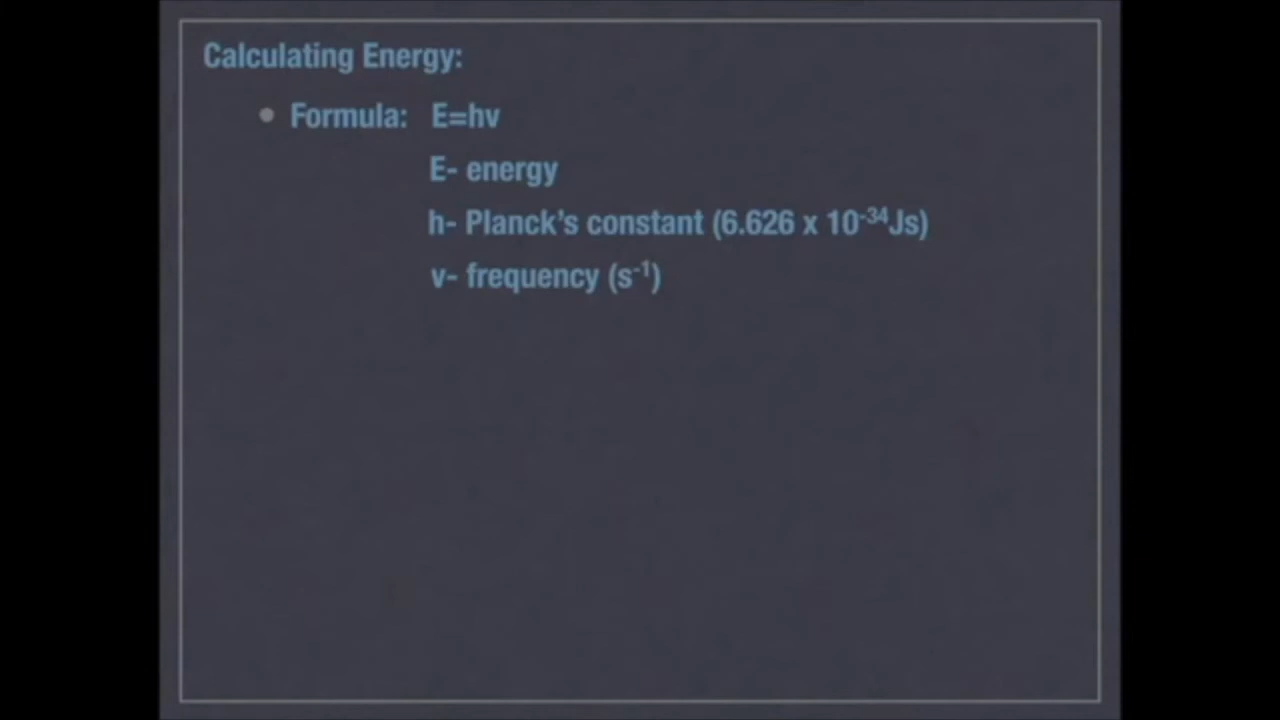 Calculating Energy:
• Formula: E=hv
E- energy
h- Planck’s constant (6.626 x 10⁻³⁴Js)
v- frequency (s⁻¹)